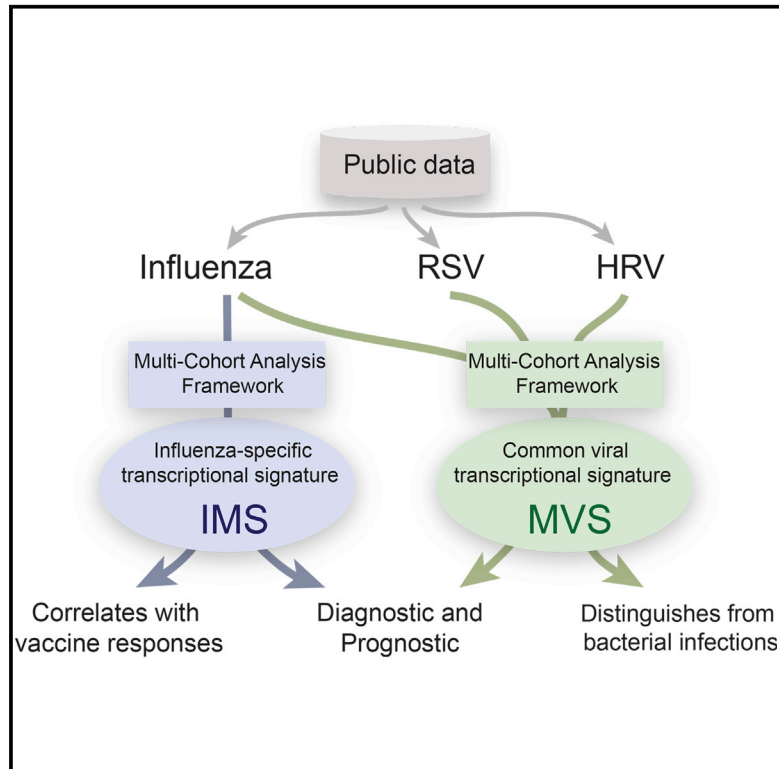 Public data
Influenza
RSV
HRV
Multi-Cohort Analysis
Framework
Multi-Cohort Analysis
Framework
Influenza-specific
transcriptional signature
IMS
Common viral
transcriptional signature
MVS
Correlates with
vaccine responses
Diagnostic and
Prognostic
Distinguishes from
bacterial infections